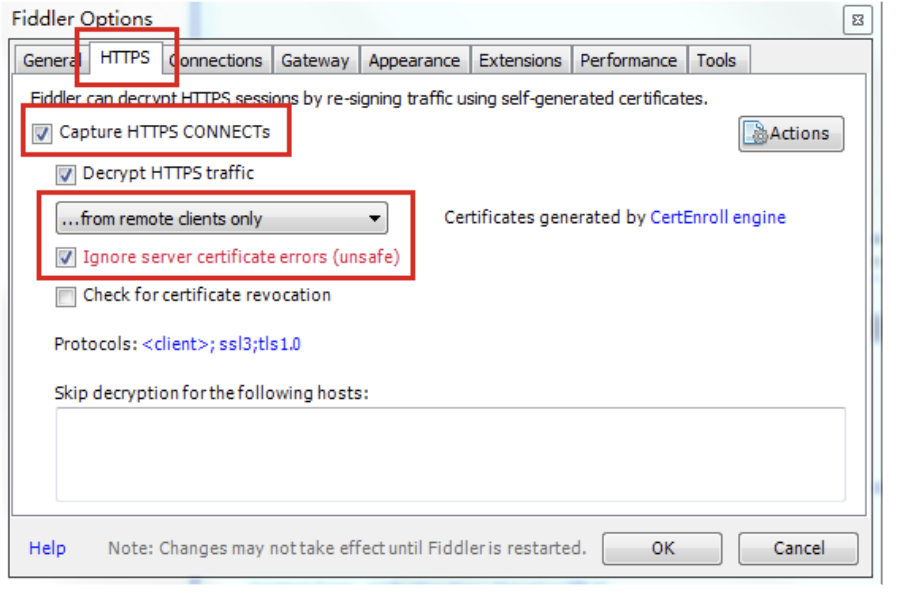 Fiddler Options
General HTTPS Connections Gateway Appearance Extensions Performance Tools
Fiddler can decrypt HTTPS sessions by re-signing traffic using self-generated certificates.
Capture HTTPS CONNECTs
Actions
Decrypt HTTPS traffic
...from remote clients only
Certificates generated by CertEnroll engine
Ignore server certificate errors (unsafe)
Check for certificate revocation
Protocols: <client>; ssl3;tls1.0
Skip decryption for the following hosts:
Help Note: Changes may not take effect until Fiddler is restarted. OK Cancel